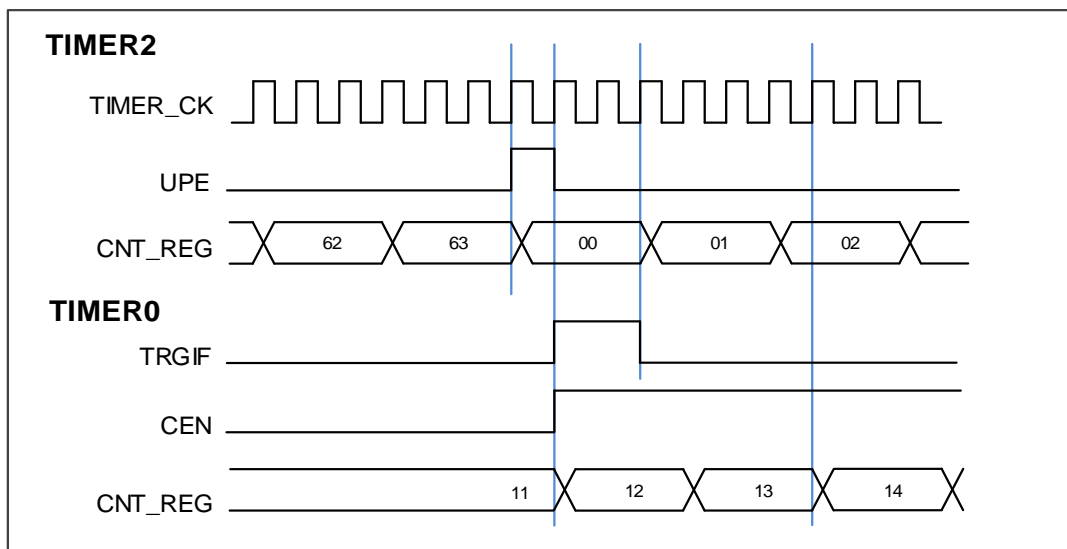 TIMER2
TIMER_CK
UPE
CNT_REG 62 63 00 01 02
TIMER0
TRGIF
CEN
CNT_REG 11 12 13 14